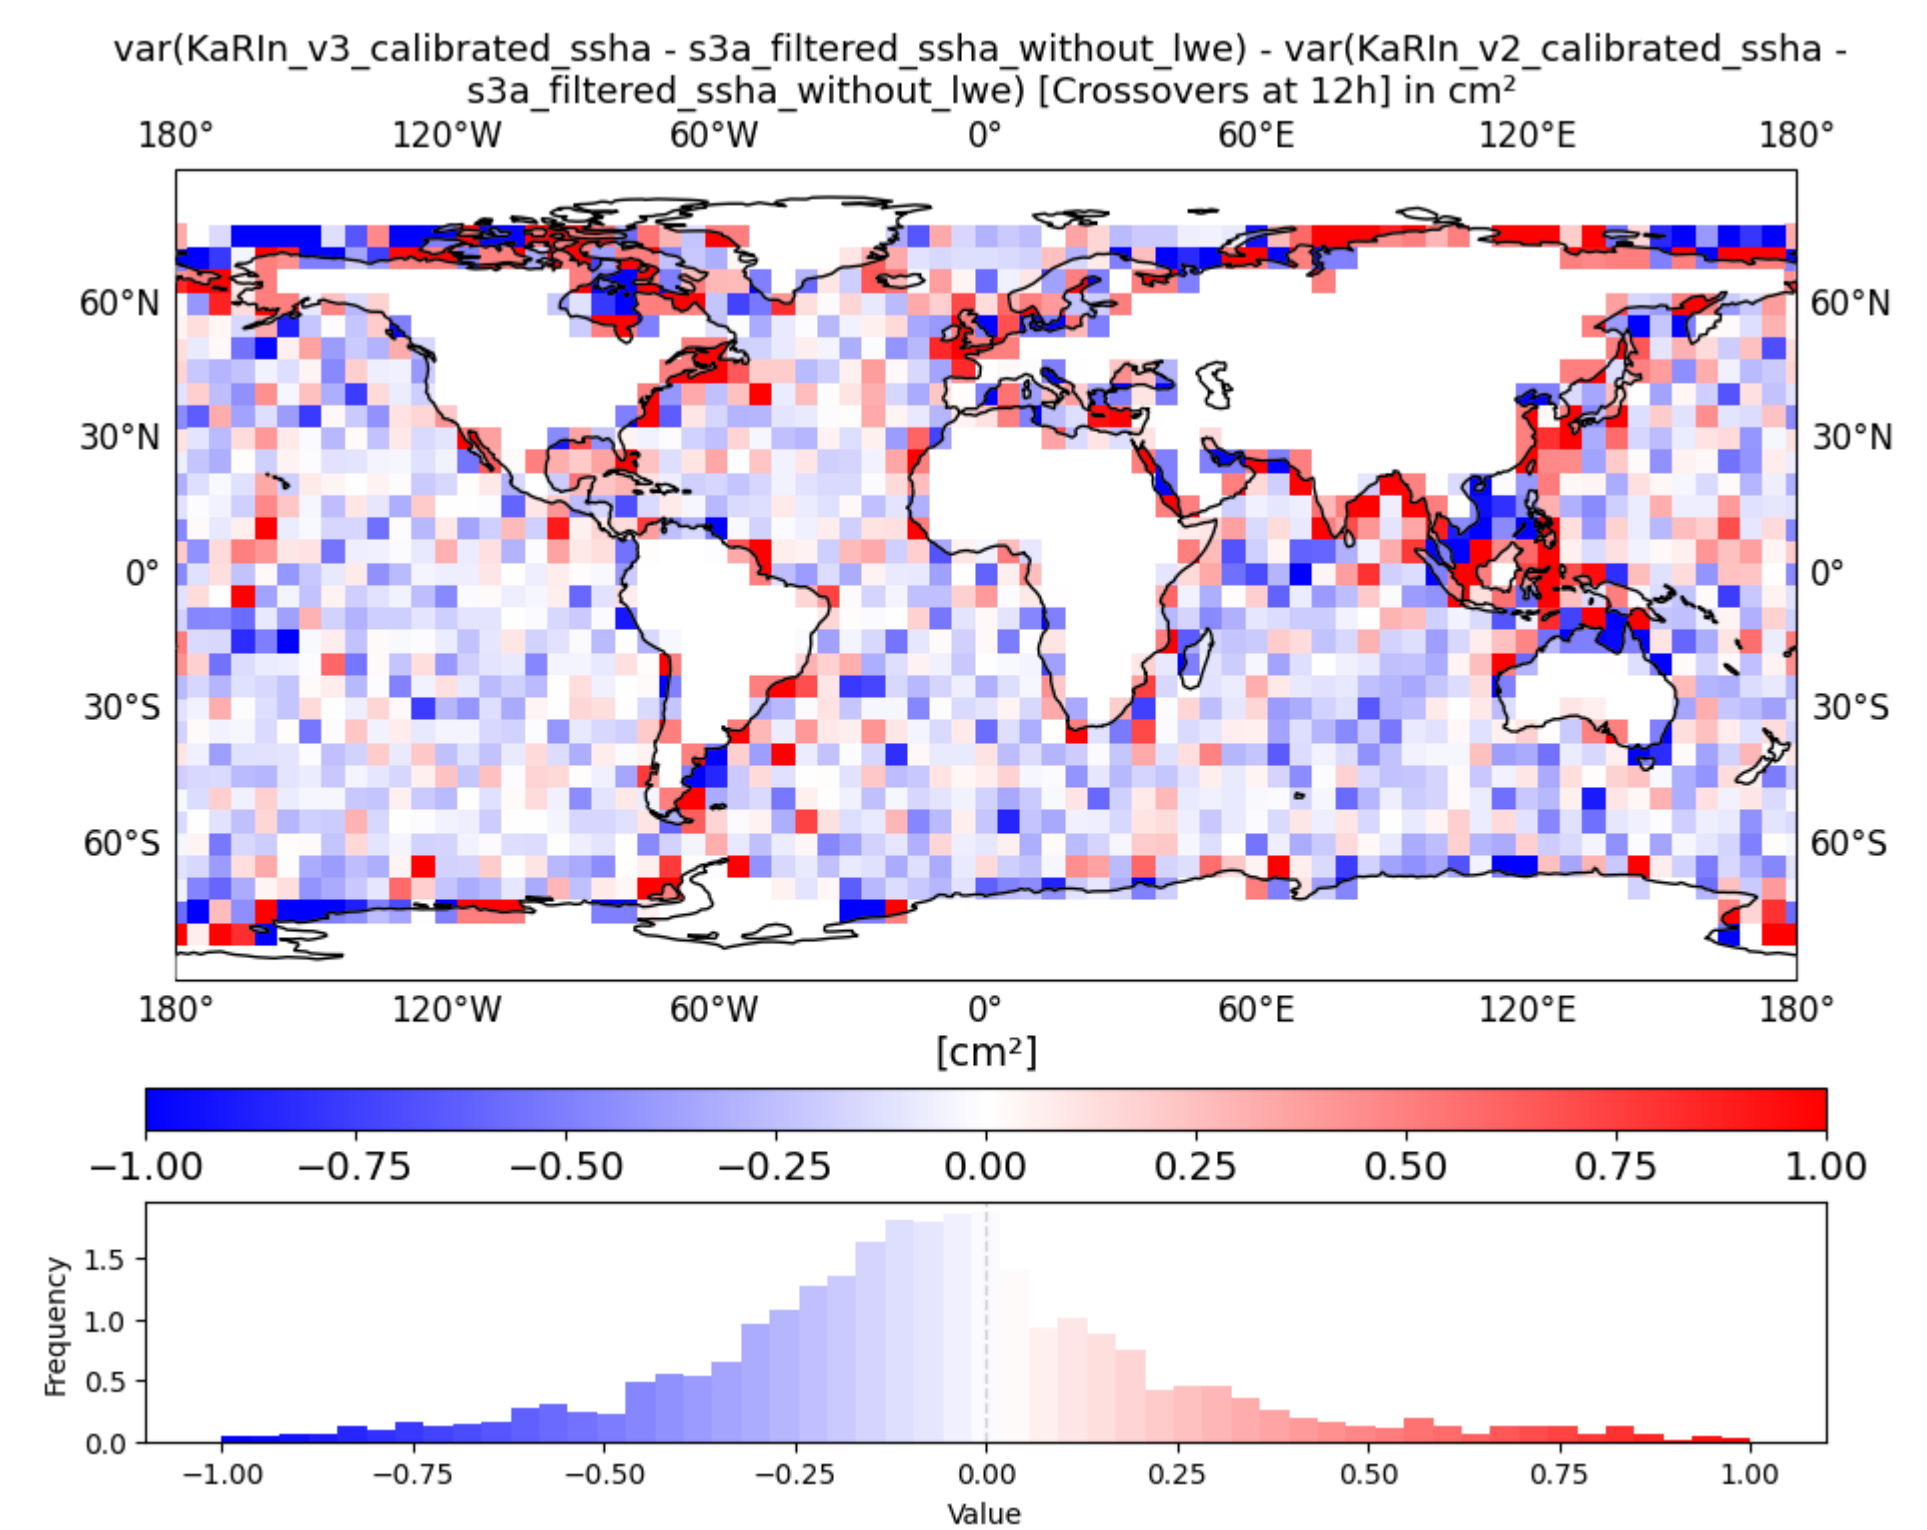 var(KaRIn_v3_calibrated_ssha - s3a_filtered_ssha_without_lwe) - var(KaRIn_v2_calibrated_ssha -
s3a_filtered_ssha_without_lwe) [Crossovers at 12h] in cm²
180° 120°W 60°W 0° 60°E 120°E 180°
60°N 60°N
30°N 30°N
0° 0°
30°S 30°S
60°S 60°S
180° 120°W 60°W 0° 60°E 120°E 180°
[cm²]
−1.00 −0.75 −0.50 −0.25 0.00 0.25 0.50 0.75 1.00
Frequency
1.5
1.0
0.5
0.0
−1.00 −0.75 −0.50 −0.25 0.00 0.25 0.50 0.75 1.00
Value